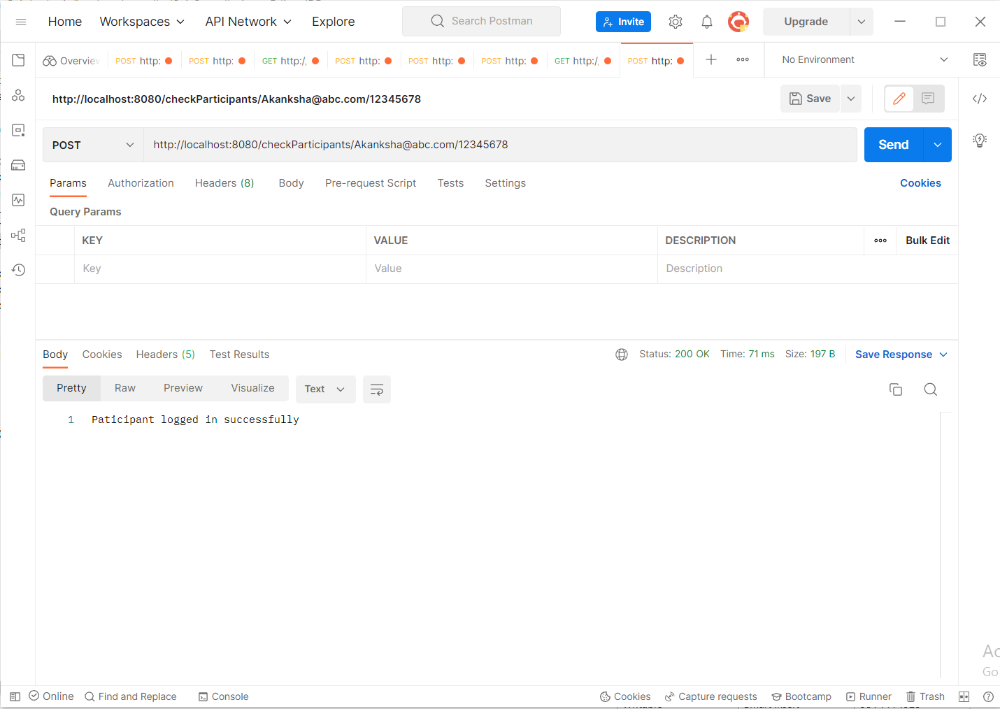 Home Workspaces API Network Explore Search Postman Invite Upgrade
Overview POST http: POST http: GET http:/, POST http: POST http: POST http: GET http:/, POST http: No Environment
http://localhost:8080/checkParticipants/Akanksha@abc.com/12345678 Save
POST http://localhost:8080/checkParticipants/Akanksha@abc.com/12345678 Send
Params Authorization Headers (8) Body Pre-request Script Tests Settings Cookies
Query Params
KEY VALUE DESCRIPTION Bulk Edit
Key Value Description
Body Cookies Headers (5) Test Results Status: 200 OK Time: 71 ms Size: 197 B Save Response
Pretty Raw Preview Visualize Text
1 Paticipant logged in successfully
Ac
Go
Online Find and Replace Console Cookies Capture requests Bootcamp Runner Trash